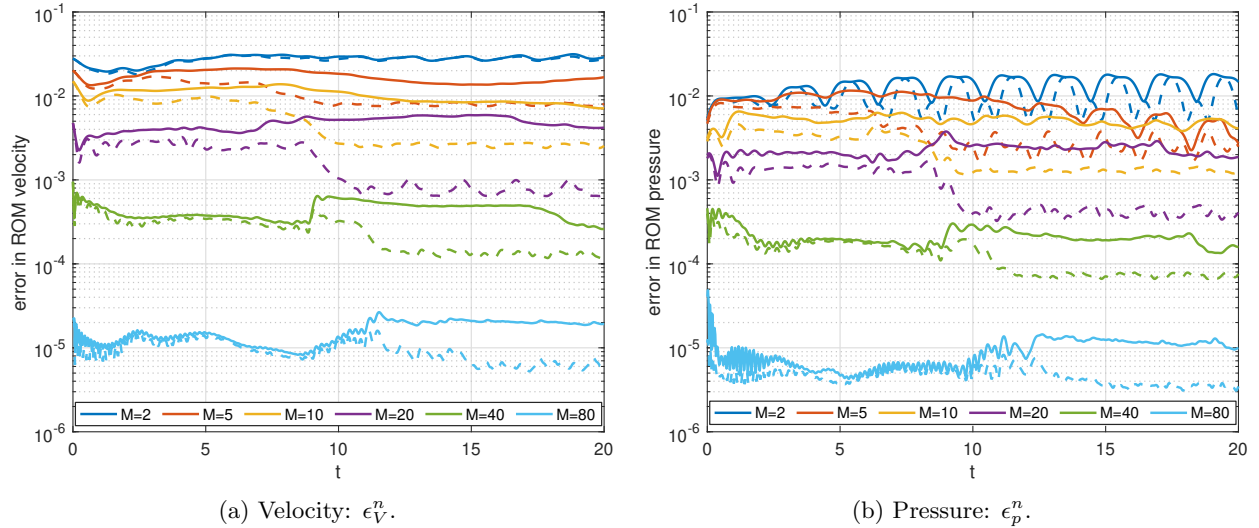 10^-1
10^-2
10^-3
10^-4
10^-5
10^-6
error in ROM velocity
M=2 M=5 M=10 M=20 M=40 M=80
0 5 10 15 20
t
(a) Velocity: ϵ_V^n.
10^-1
10^-2
10^-3
10^-4
10^-5
10^-6
error in ROM pressure
M=2 M=5 M=10 M=20 M=40 M=80
0 5 10 15 20
t
(b) Pressure: ϵ_p^n.